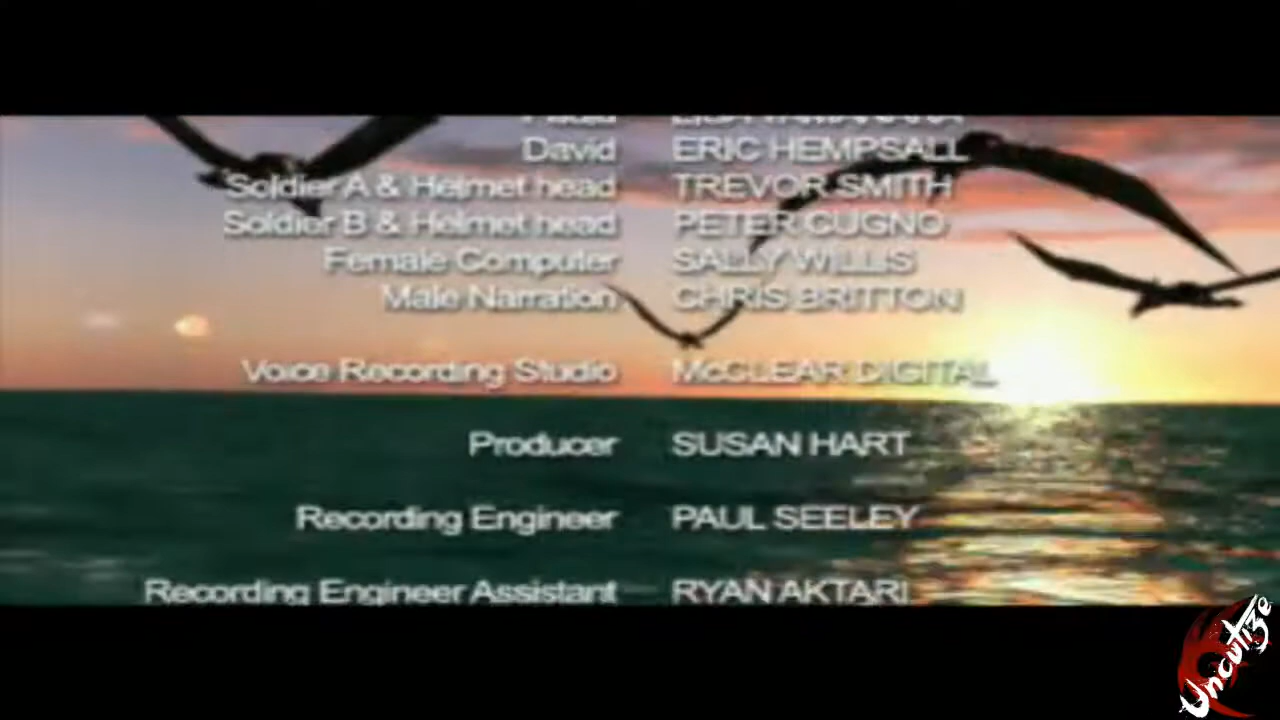 David ERIC HEMPSALL
Soldier A & Helmet head TREVOR SMITH
Soldier B & Helmet head PETER CUGNO
Female Computer SALLY WILLIS
Male Narration CHRIS BRITTON
Voice Recording Studio McCLEAR DIGITAL
Producer SUSAN HART
Recording Engineer PAUL SEELEY
Recording Engineer Assistant RYAN AKTARI
Uncutize